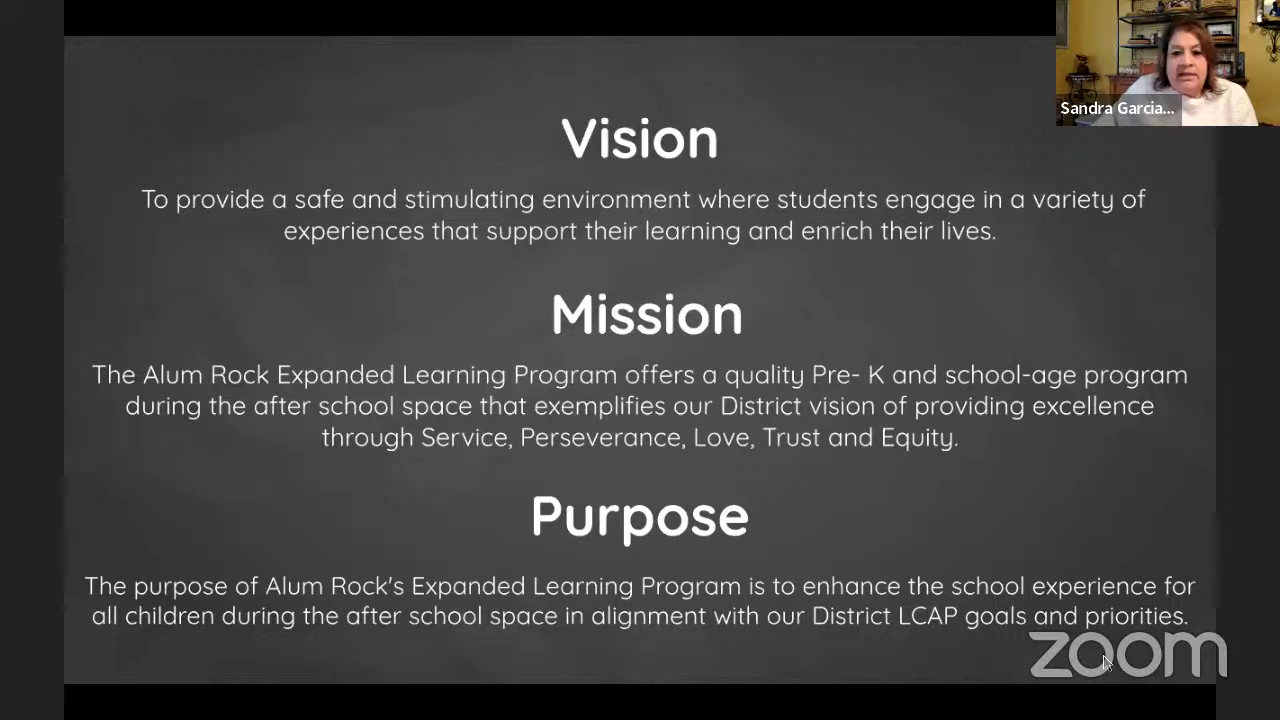 Sandra Garcia...
Vision
To provide a safe and stimulating environment where students engage in a variety of
experiences that support their learning and enrich their lives.
Mission
The Alum Rock Expanded Learning Program offers a quality Pre- K and school-age program
during the after school space that exemplifies our District vision of providing excellence
through Service, Perseverance, Love, Trust and Equity.
Purpose
The purpose of Alum Rock's Expanded Learning Program is to enhance the school experience for
all children during the after school space in alignment with our District LCAP goals and priorities.
zoom